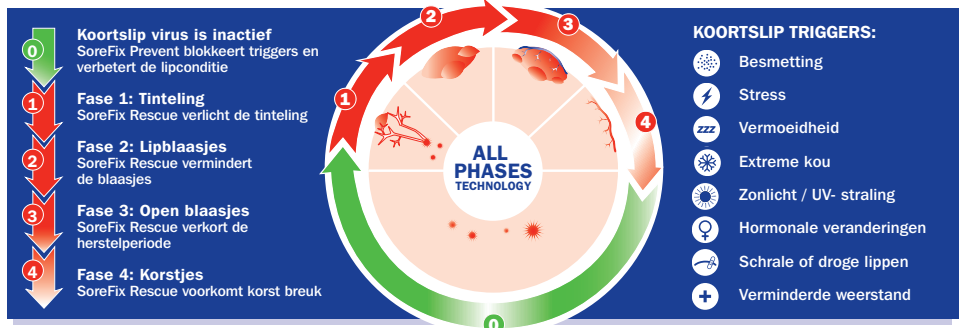 0
Koortslip virus is inactief
SoreFix Prevent blokkeert triggers en
verbetert de lipconditie
1
Fase 1: Tinteling
SoreFix Rescue verlicht de tinteling
2
Fase 2: Lipblaasjes
SoreFix Rescue vermindert
de blaasjes
3
Fase 3: Open blaasjes
SoreFix Rescue verkort de
herstelperiode
4
Fase 4: Korstjes
SoreFix Rescue voorkomt korst breuk
1
2
3
4
0
ALL
PHASES
TECHNOLOGY
KOORTSLIP TRIGGERS:
Besmetting
Stress
zzz Vermoeidheid
Extreme kou
Zonlicht / UV- straling
Hormonale veranderingen
Schrale of droge lippen
Verminderde weerstand